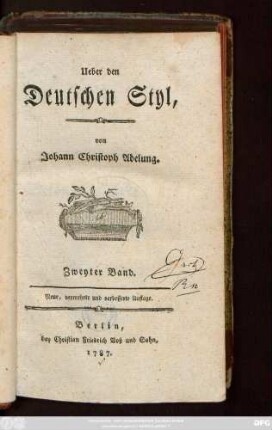 Ueber den
Deutschen Styl,
von
Johann Christoph Adelung.
Zweyter Band.
Neue, vermehrte und verbesserte Auflage.
Berlin,
bey Christian Friedrich Voß und Sohn,
1787.